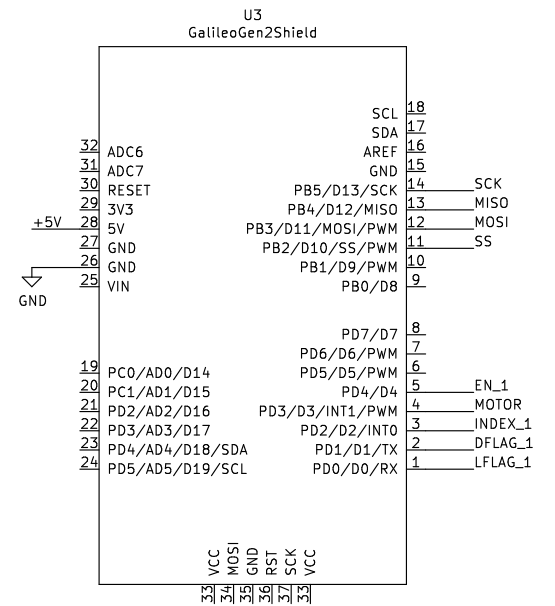 U3
GalileoGen2Shield
SCL 18
SDA 17
32 ADC6 AREF 16
31 ADC7 GND 15
30 RESET PB5/D13/SCK 14 SCK
29 3V3 PB4/D12/MISO 13 MISO
+5V 28 5V PB3/D11/MOSI/PWM 12 MOSI
27 GND PB2/D10/SS/PWM 11 SS
26 GND PB1/D9/PWM 10
25 VIN PB0/D8 9
GND
PD7/D7 8
PD6/D6/PWM 7
19 PC0/AD0/D14 PD5/D5/PWM 6
20 PC1/AD1/D15 PD4/D4 5 EN_1
21 PD2/AD2/D16 PD3/D3/INT1/PWM 4 MOTOR
22 PD3/AD3/D17 PD2/D2/INT0 3 INDEX_1
23 PD4/AD4/D18/SDA PD1/D1/TX 2 DFLAG_1
24 PD5/AD5/D19/SCL PD0/D0/RX 1 LFLAG_1
33 VCC
34 MOSI
35 GND
36 RST
37 SCK
33 VCC